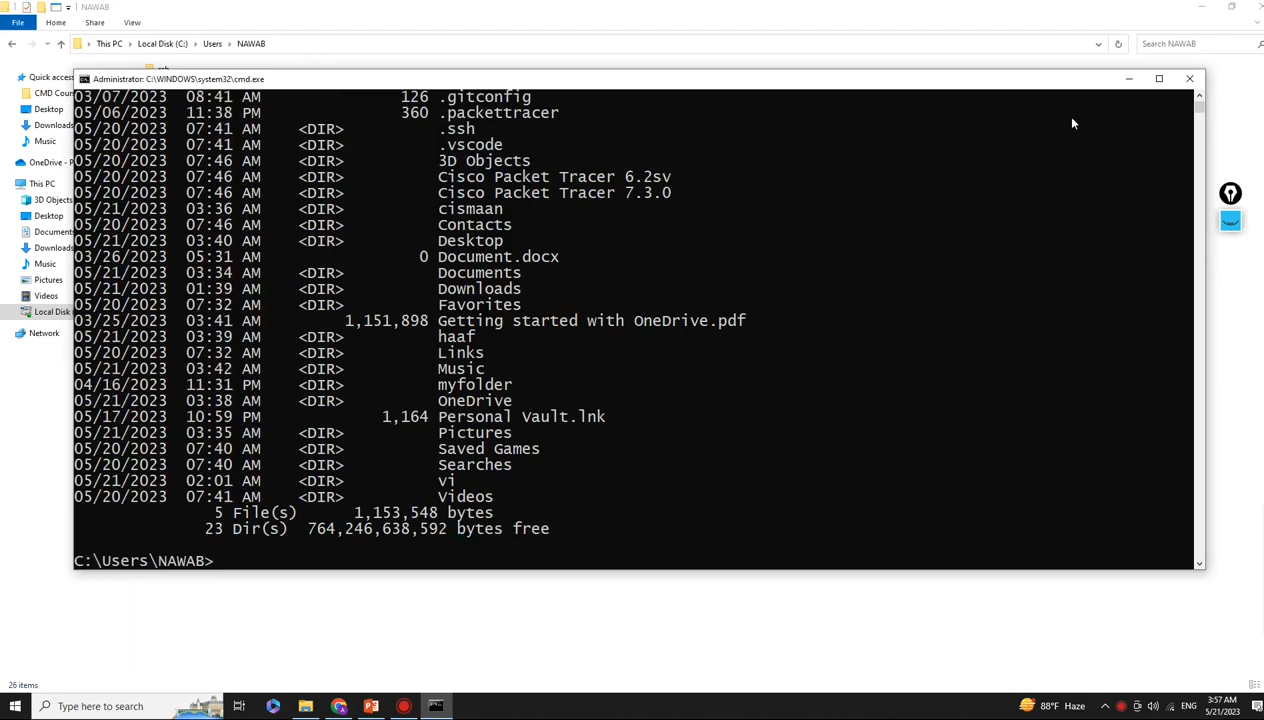 NAWAB
File Home Share View
This PC Local Disk (C:) Users NAWAB
Search NAWAB
Quick access
CMD Cour
Desktop
Downloads
Music
OneDrive - P
This PC
3D Objects
Desktop
Documents
Downloads
Music
Pictures
Videos
Local Disk (
Network
Administrator: C:\WINDOWS\system32\cmd.exe
03/07/2023 08:41 AM 126 .gitconfig
05/06/2023 11:38 PM 360 .packettracer
05/20/2023 07:41 AM <DIR> .ssh
05/20/2023 07:41 AM <DIR> .vscode
05/20/2023 07:46 AM <DIR> 3D Objects
05/20/2023 07:46 AM <DIR> Cisco Packet Tracer 6.2sv
05/20/2023 07:46 AM <DIR> Cisco Packet Tracer 7.3.0
05/21/2023 03:36 AM <DIR> cismaan
05/20/2023 07:46 AM <DIR> Contacts
05/21/2023 03:40 AM <DIR> Desktop
03/26/2023 05:31 AM 0 Document.docx
05/21/2023 03:34 AM <DIR> Documents
05/21/2023 01:39 AM <DIR> Downloads
05/20/2023 07:32 AM <DIR> Favorites
03/25/2023 03:41 AM 1,151,898 Getting started with OneDrive.pdf
05/21/2023 03:39 AM <DIR> haaf
05/20/2023 07:32 AM <DIR> Links
05/21/2023 03:42 AM <DIR> Music
04/16/2023 11:31 PM <DIR> myfolder
05/21/2023 03:38 AM <DIR> OneDrive
05/17/2023 10:59 PM 1,164 Personal Vault.lnk
05/21/2023 03:35 AM <DIR> Pictures
05/20/2023 07:40 AM <DIR> Saved Games
05/20/2023 07:40 AM <DIR> Searches
05/21/2023 02:01 AM <DIR> vi
05/20/2023 07:41 AM <DIR> Videos
5 File(s) 1,153,548 bytes
23 Dir(s) 764,246,638,592 bytes free
C:\Users\NAWAB>
26 items
Type here to search
88°F Haze
ENG
3:57 AM
5/21/2023